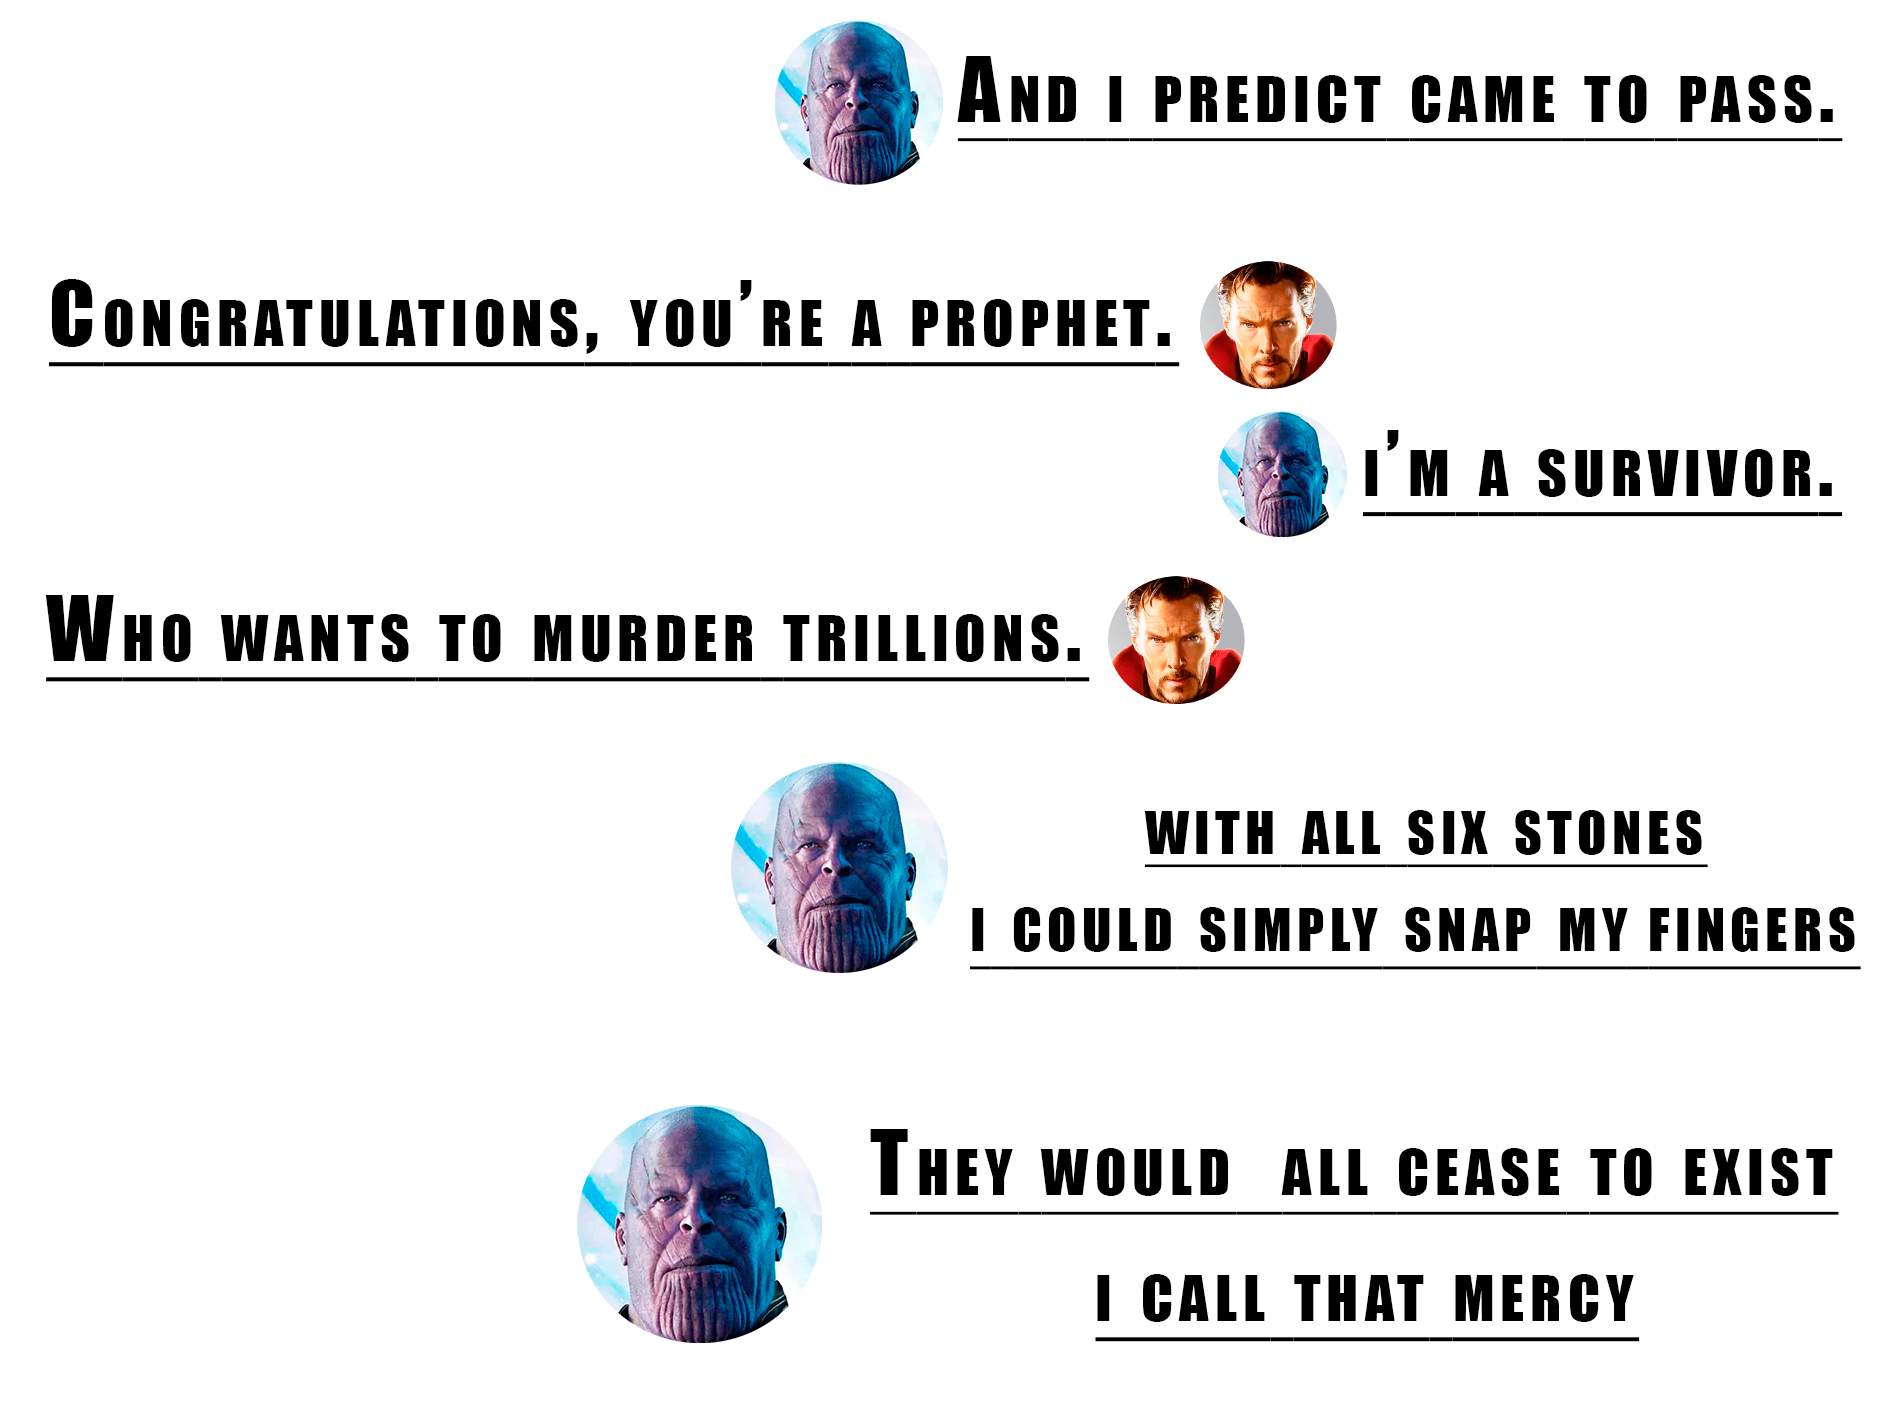 And i predict came to pass.
Congratulations, you’re a prophet.
i’m a survivor.
Who wants to murder trillions.
with all six stones
i could simply snap my fingers
They would all cease to exist
i call that mercy